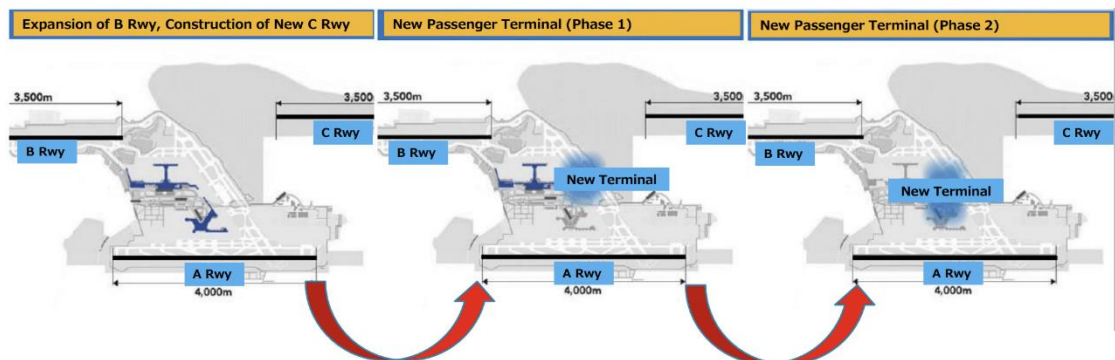 Expansion of B Rwy, Construction of New C Rwy
3,500m
3,500
C Rwy
B Rwy
A Rwy
4,000m
New Passenger Terminal (Phase 1)
3,500m
3,500
C Rwy
B Rwy
New Terminal
A Rwy
4,000m
New Passenger Terminal (Phase 2)
3,500m
3,500
C Rwy
B Rwy
New Terminal
A Rwy
4,000m